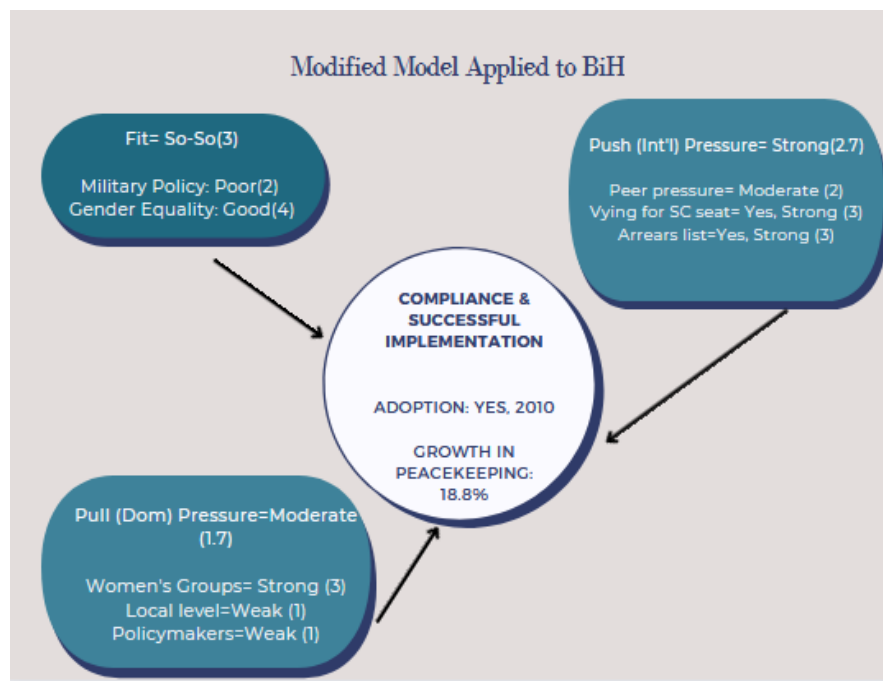 Modified Model Applied to BiH
Fit= So-So(3)
Military Policy: Poor(2)
Gender Equality: Good(4)
Push (Int'l) Pressure= Strong(2.7)
Peer pressure= Moderate (2)
Vying for SC seat= Yes, Strong (3)
Arrears list=Yes, Strong (3)
COMPLIANCE &
SUCCESSFUL
IMPLEMENTATION
ADOPTION: YES, 2010
GROWTH IN
PEACEKEEPING:
18.8%
Pull (Dom) Pressure=Moderate
(1.7)
Women's Groups= Strong (3)
Local level=Weak (1)
Policymakers=Weak (1)